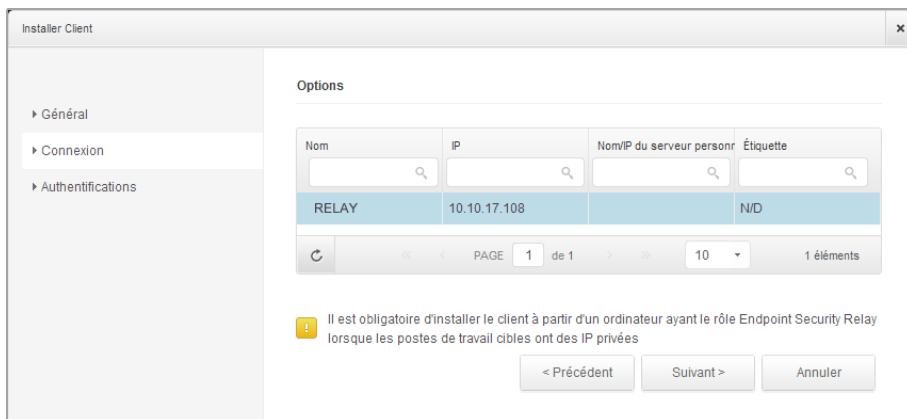 Installer Client
Options
Général
Connexion
Authentifications
Nom
IP
Nom/IP du serveur personr
Étiquette
RELAY
10.10.17.108
N/D
PAGE 1 de 1
10
1 éléments
Il est obligatoire d'installer le client à partir d'un ordinateur ayant le rôle Endpoint Security Relay
lorsque les postes de travail cibles ont des IP privées
< Précédent
Suivant >
Annuler